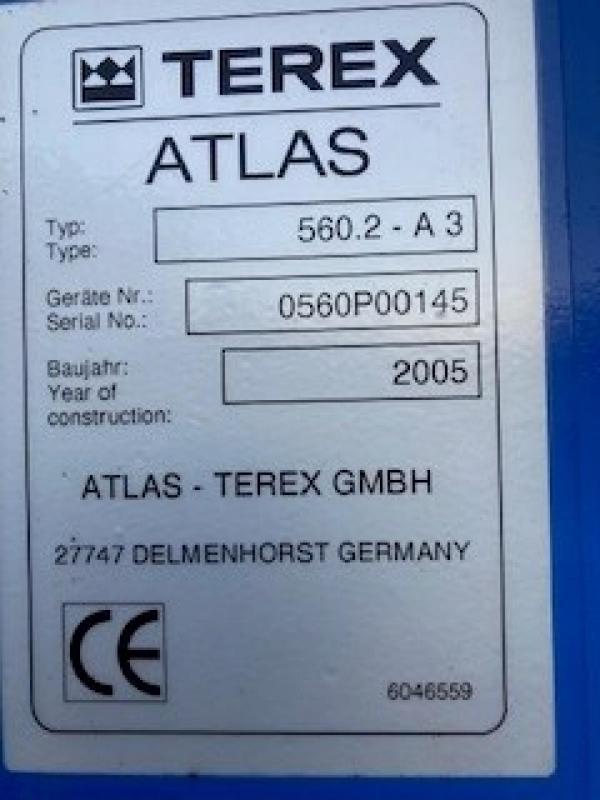 TEREX
ATLAS
Typ: 560.2 - A 3
Type:
Geräte Nr.: 0560P00145
Serial No.:
Baujahr: 2005
Year of
construction:
ATLAS - TEREX GMBH
27747 DELMENHORST GERMANY
CE
6046559